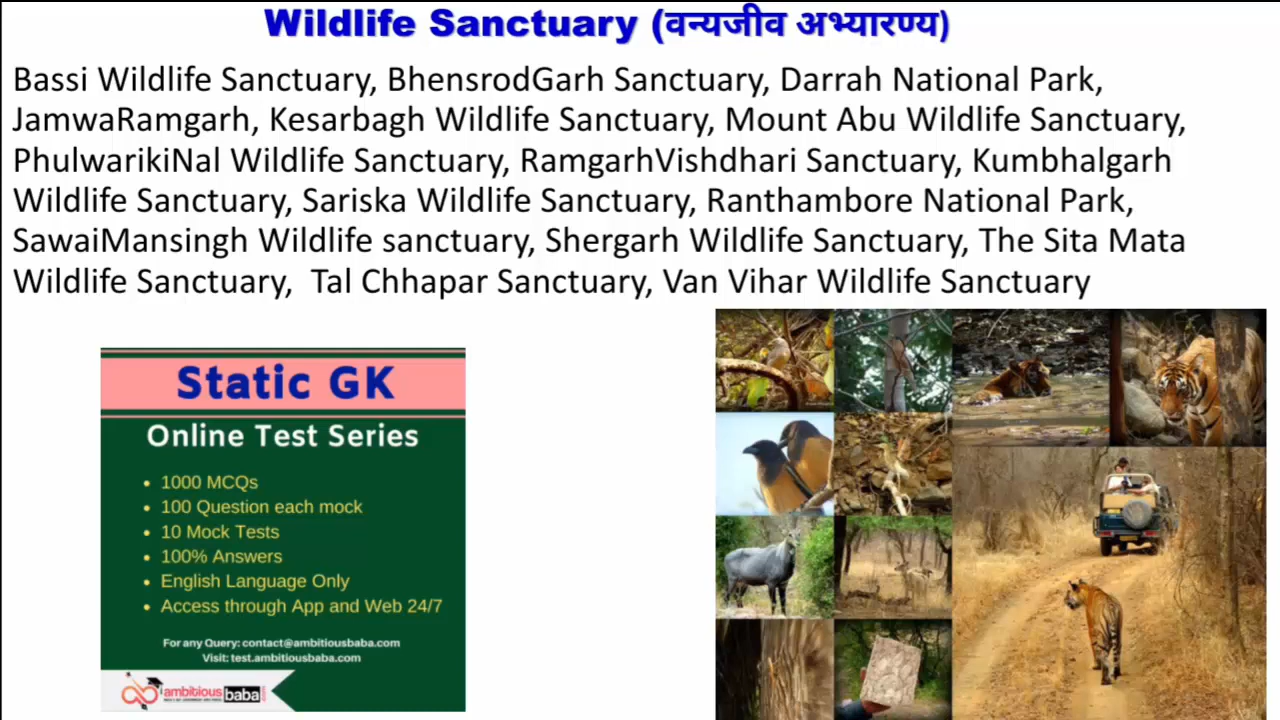 Wildlife Sanctuary (वन्यजीव अभ्यारण्य)
Bassi Wildlife Sanctuary, BhensrodGarh Sanctuary, Darrah National Park,
JamwaRamgarh, Kesarbagh Wildlife Sanctuary, Mount Abu Wildlife Sanctuary,
PhulwarikiNal Wildlife Sanctuary, RamgarhVishdhari Sanctuary, Kumbhalgarh
Wildlife Sanctuary, Sariska Wildlife Sanctuary, Ranthambore National Park,
SawaiMansingh Wildlife sanctuary, Shergarh Wildlife Sanctuary, The Sita Mata
Wildlife Sanctuary, Tal Chhapar Sanctuary, Van Vihar Wildlife Sanctuary
Static GK
Online Test Series
• 1000 MCQs
• 100 Question each mock
• 10 Mock Tests
• 100% Answers
• English Language Only
• Access through App and Web 24/7
For any Query: contact@ambitiousbaba.com
Visit: test.ambitiousbaba.com
ambitious baba